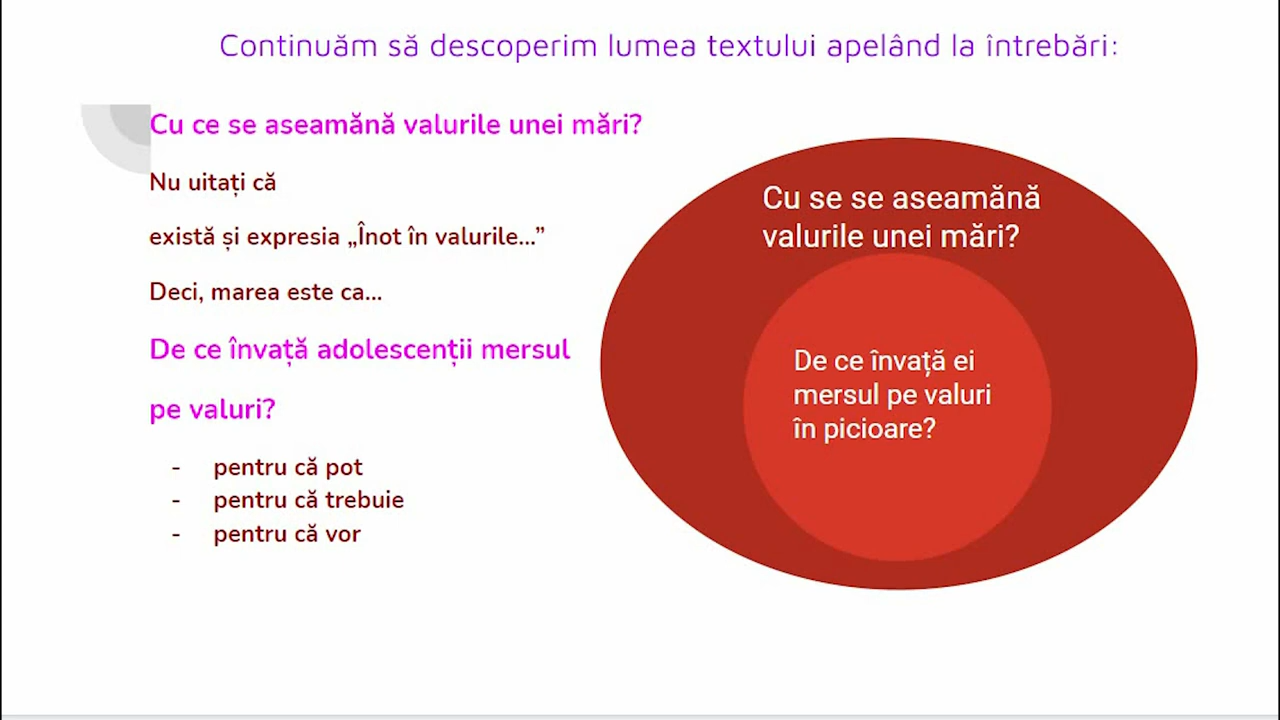 Continuăm să descoperim lumea textului apelând la întrebări:
Cu ce se aseamănă valurile unei mări?
Nu uitați că
există și expresia „Înot în valurile...”
Deci, marea este ca...
De ce învață adolescenții mersul
pe valuri?
- pentru că pot
- pentru că trebuie
- pentru că vor
Cu se se aseamănă
valurile unei mări?
De ce învață ei
mersul pe valuri
în picioare?